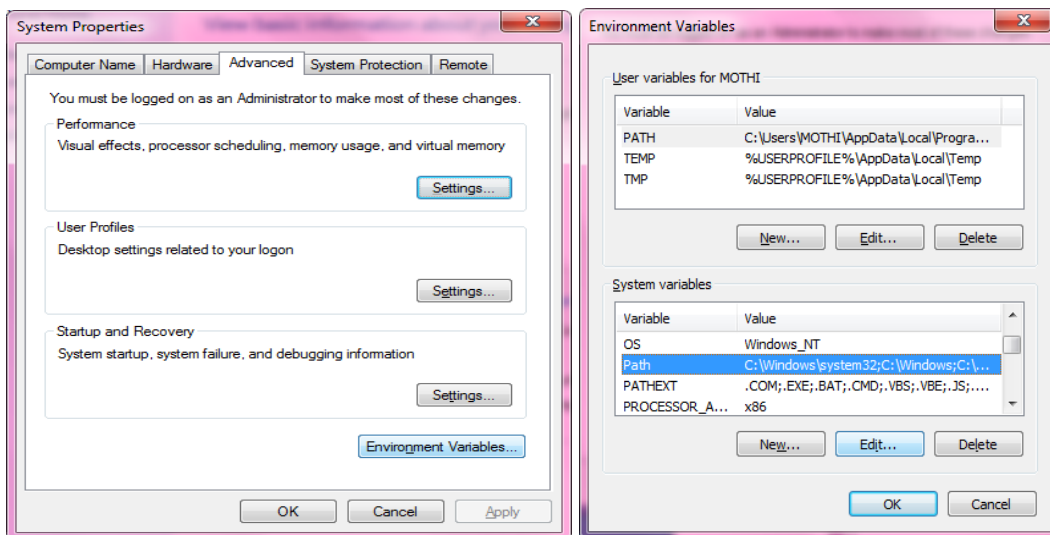 System Properties
Computer Name Hardware Advanced System Protection Remote
You must be logged on as an Administrator to make most of these changes.
Performance
Visual effects, processor scheduling, memory usage, and virtual memory
Settings...
User Profiles
Desktop settings related to your logon
Settings...
Startup and Recovery
System startup, system failure, and debugging information
Settings...
Environment Variables...
OK Cancel Apply
Environment Variables
User variables for MOTHI
Variable Value
PATH C:\Users\MOTHI\AppData\Local\Progra...
TEMP %USERPROFILE%\AppData\Local\Temp
TMP %USERPROFILE%\AppData\Local\Temp
New... Edit... Delete
System variables
Variable Value
OS Windows_NT
Path C:\Windows\system32;C:\Windows;C:\...
PATHEXT .COM;.EXE;.BAT;.CMD;.VBS;.VBE;.JS;....
PROCESSOR_A... x86
New... Edit... Delete
OK Cancel